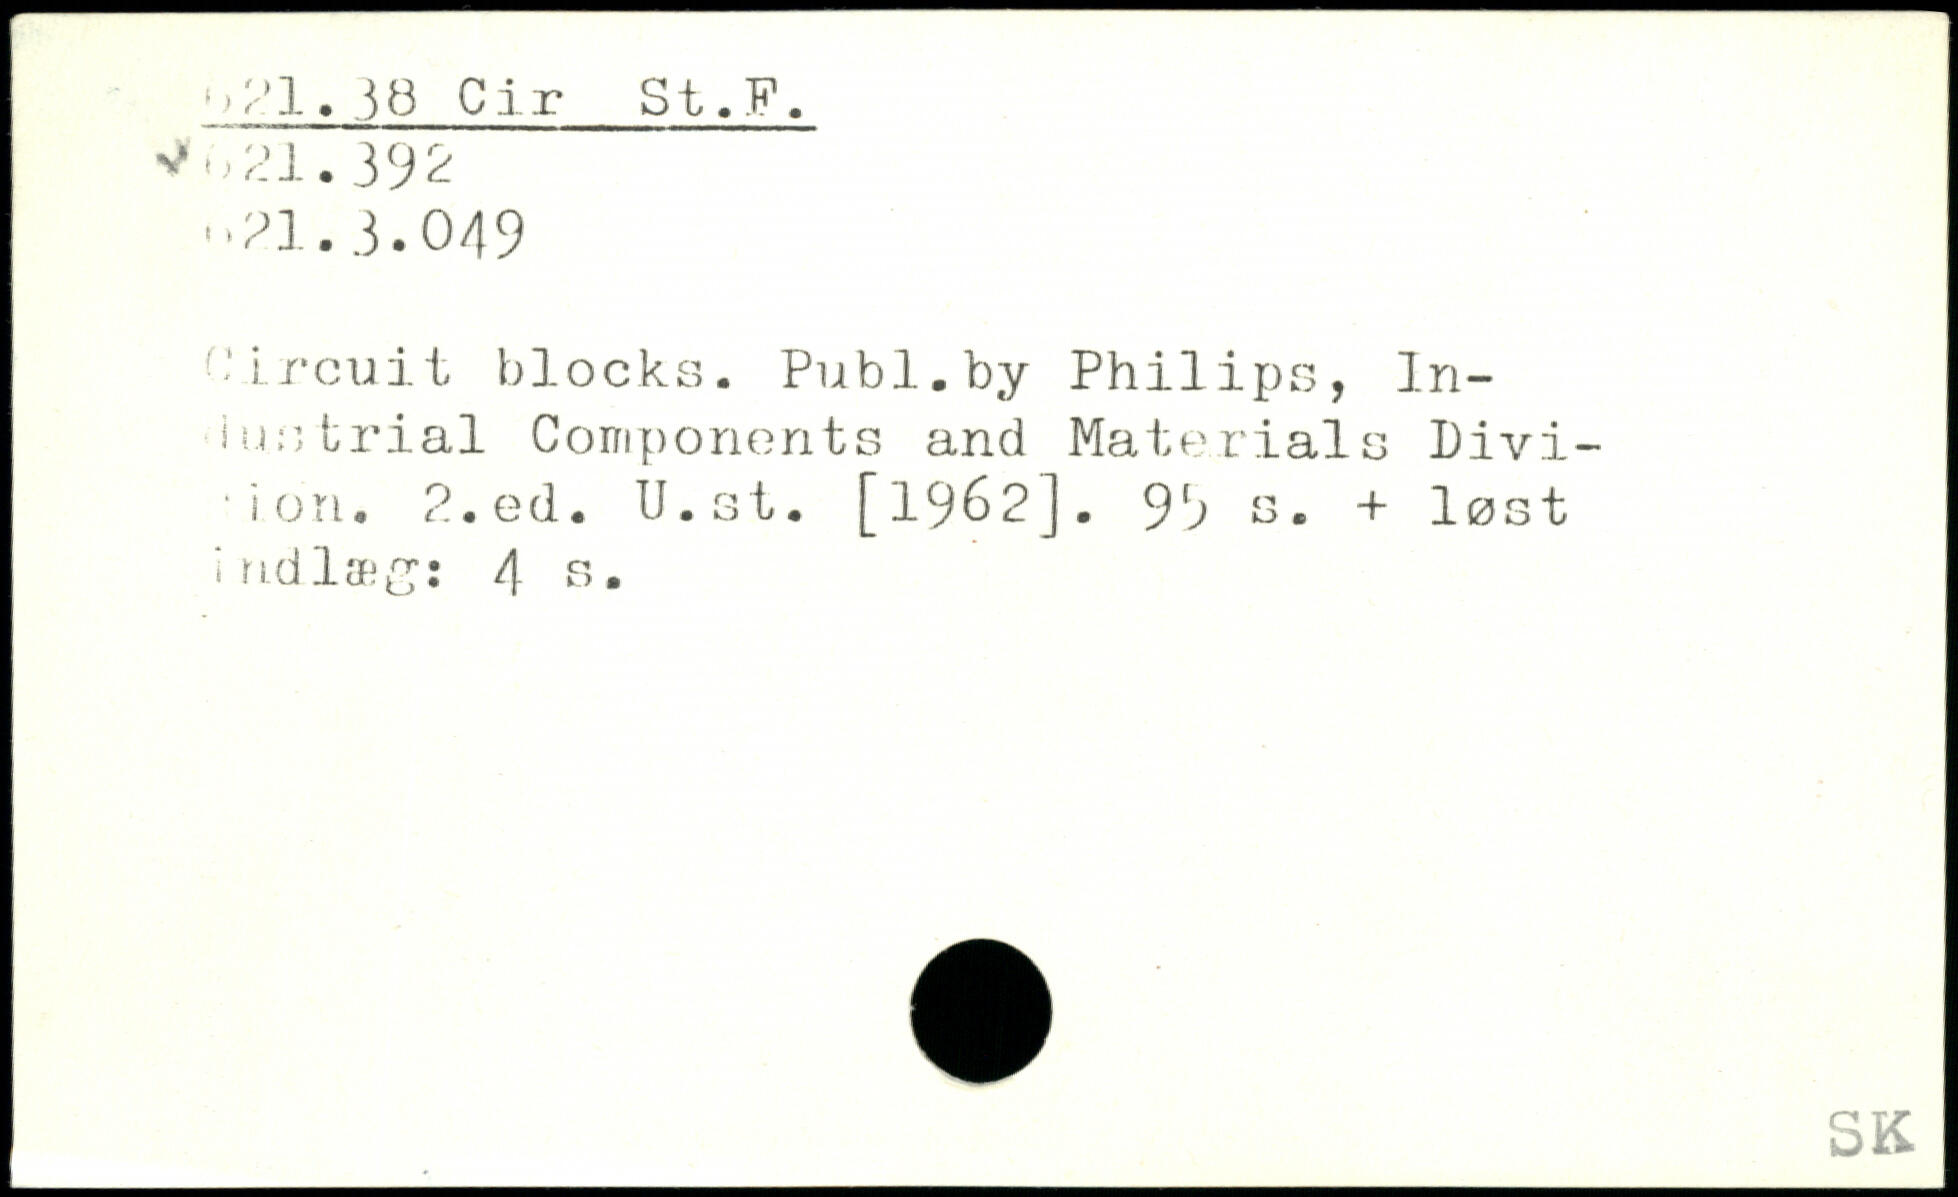 621.38 Cir St.F.
621.392
621.3.049
Circuit blocks. Publ.by Philips, In-
dustrial Components and Materials Divi-
sion. 2.ed. U.st. [1962]. 95 s. + løst
indlæg: 4 s.
SK